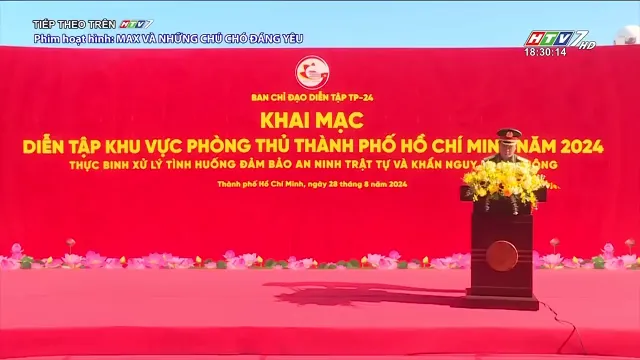 TIẾP THEO TRÊN HTV7
Phim hoạt hình: MAX VÀ NHỮNG CHÚ CHÓ ĐÁNG YÊU
HTV7 HD
18:30:14
BAN CHỈ ĐẠO DIỄN TẬP TP-24
KHAI MẠC
DIỄN TẬP KHU VỰC PHÒNG THỦ THÀNH PHỐ HỒ CHÍ MINH NĂM 2024
THỰC BINH XỬ LÝ TÌNH HUỐNG ĐẢM BẢO AN NINH TRẬT TỰ VÀ KHẨN NGUY
Thành phố Hồ Chí Minh, ngày 28 tháng 8 năm 2024